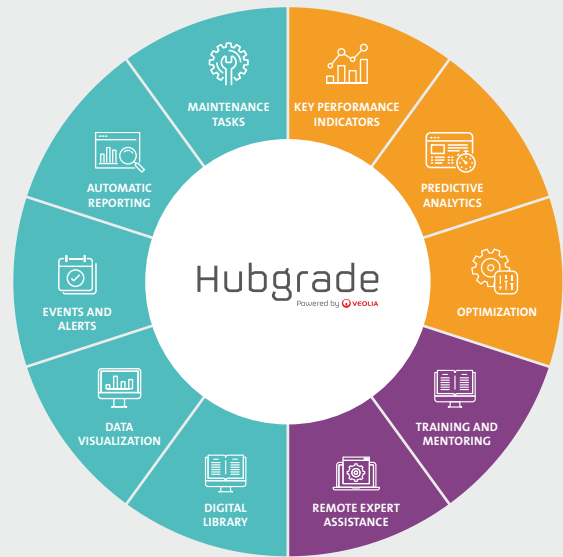 MAINTENANCE
TASKS
KEY PERFORMANCE
INDICATORS
AUTOMATIC
REPORTING
PREDICTIVE
ANALYTICS
Hubgrade
Powered by VEOLIA
EVENTS AND
ALERTS
OPTIMIZATION
DATA
VISUALIZATION
TRAINING AND
MENTORING
DIGITAL
LIBRARY
REMOTE EXPERT
ASSISTANCE